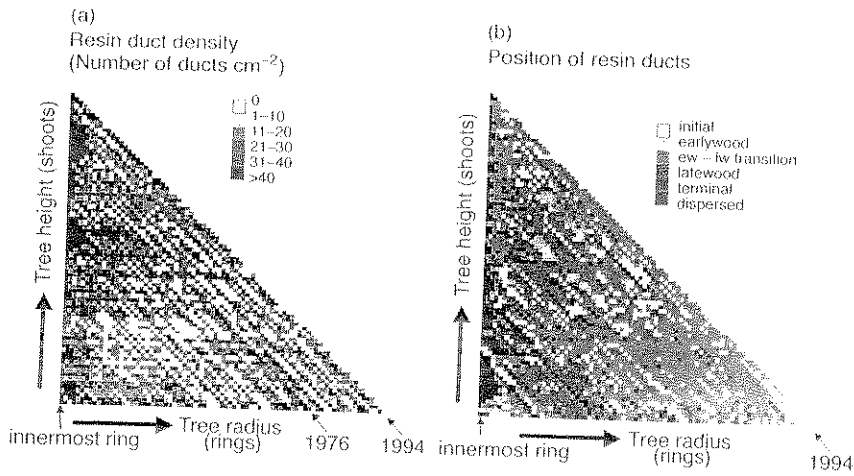 (a)
Resin duct density
(Number of ducts cm⁻²)
0
1–10
11–20
21–30
31–40
>40
Tree height (shoots)
innermost ring
Tree radius
(rings)
1976
1994
(b)
Position of resin ducts
initial
earlywood
ew – lw transition
latewood
terminal
dispersed
Tree height (shoots)
innermost ring
Tree radius
(rings)
1994